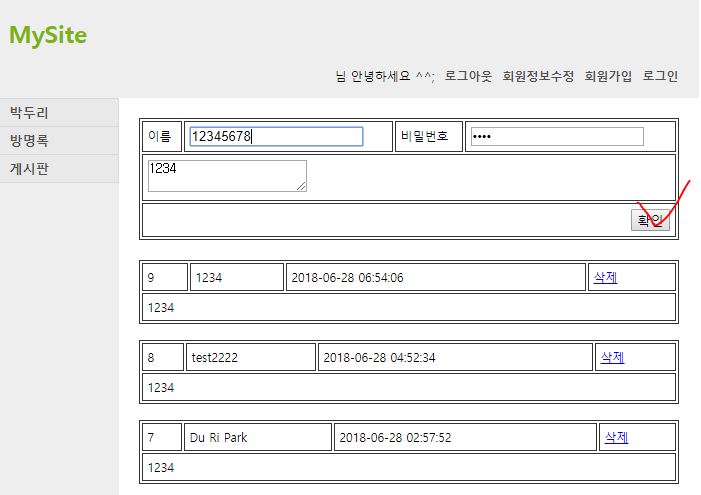 MySite
님 안녕하세요 ^^; 로그아웃 회원정보수정 회원가입 로그인
박두리
방명록
게시판
이름 12345678 비밀번호 ••••
1234
확인
9 1234 2018-06-28 06:54:06 삭제
1234
8 test2222 2018-06-28 04:52:34 삭제
1234
7 Du Ri Park 2018-06-28 02:57:52 삭제
1234